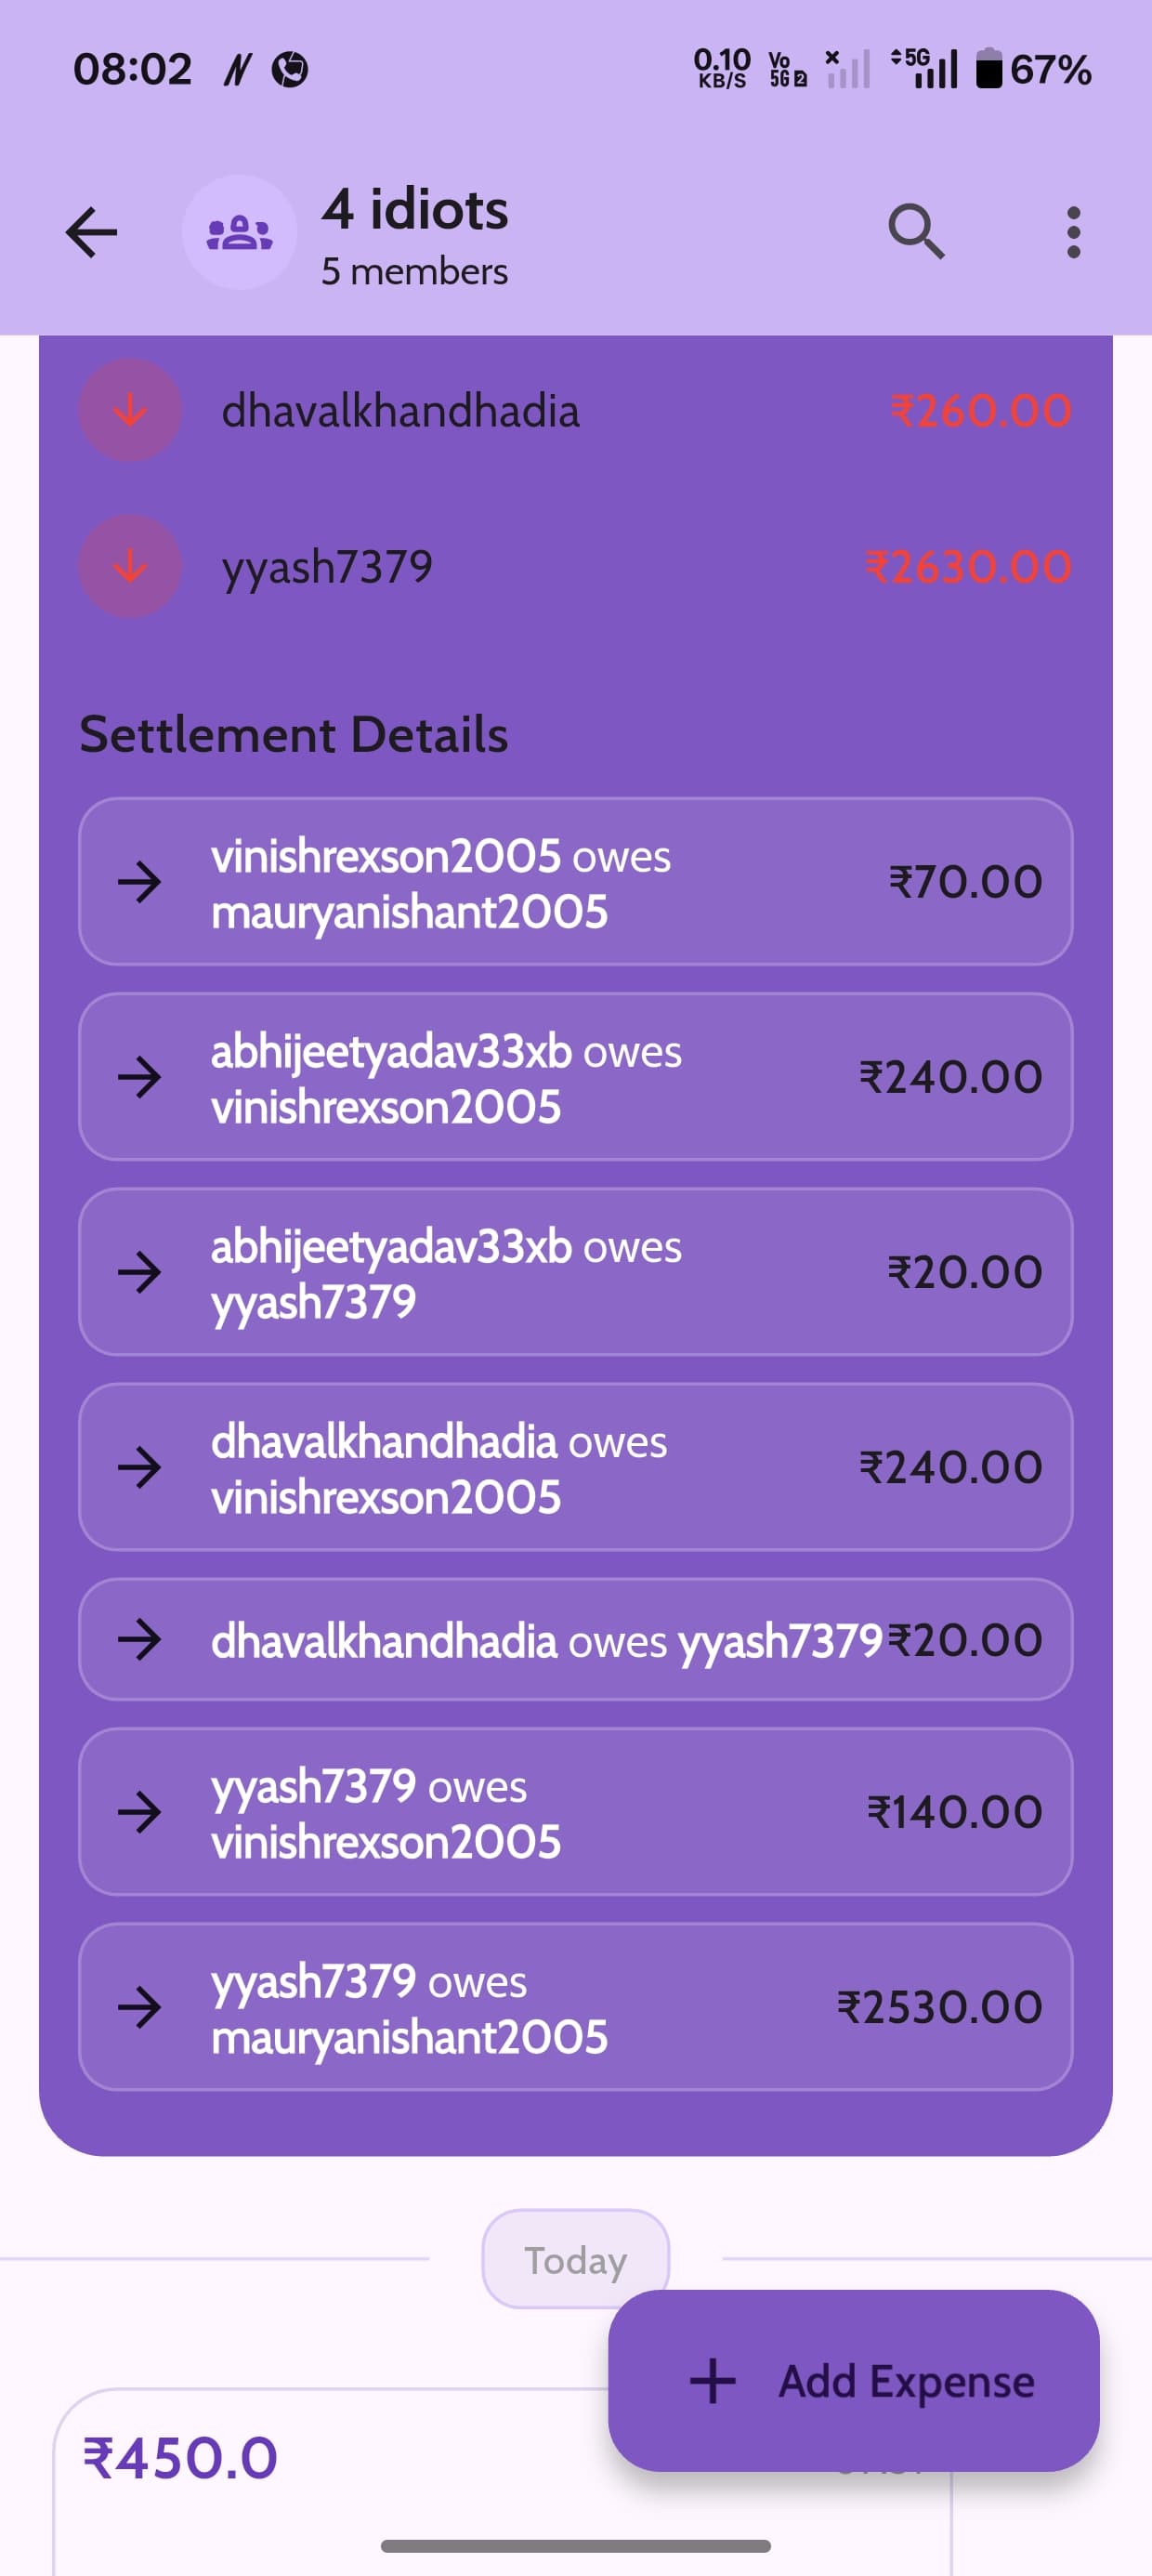 08:02
0.10
KB/S
Vo
5G 2
5G
67%
4 idiots
5 members
dhavalkhandhadia
₹260.00
yyash7379
₹2630.00
Settlement Details
vinishrexson2005 owes
mauryanishant2005
₹70.00
abhijeetyadav33xb owes
vinishrexson2005
₹240.00
abhijeetyadav33xb owes
yyash7379
₹20.00
dhavalkhandhadia owes
vinishrexson2005
₹240.00
dhavalkhandhadia owes yyash7379 ₹20.00
yyash7379 owes
vinishrexson2005
₹140.00
yyash7379 owes
mauryanishant2005
₹2530.00
Today
Add Expense
₹450.0